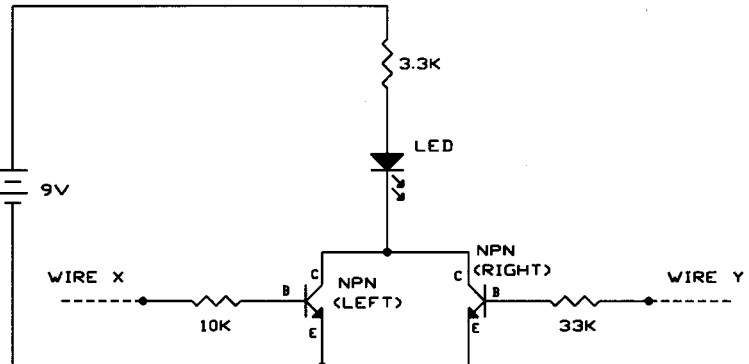 3.3K
LED
9V
NPN
(RIGHT)
WIRE X
C
NPN
(LEFT)
C
B
WIRE Y
B
10K
E
E
33K